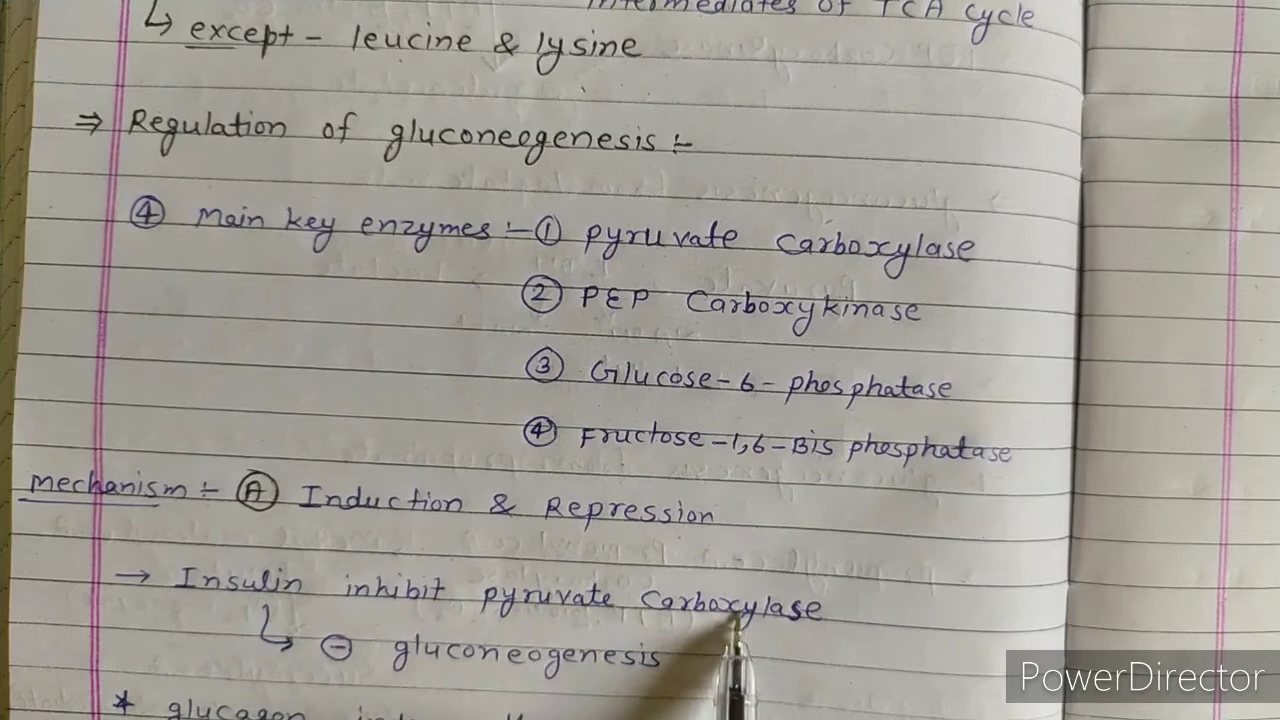 Intermediates of TCA cycle
↳ except - leucine & lysine
⇒ Regulation of gluconeogenesis :-
④ Main key enzymes :- ① pyruvate carboxylase
② PEP Carboxykinase
③ Glucose-6-phosphatase
④ Fructose-1,6-Bis phosphatase
mechanism :- Ⓐ Induction & Repression
→ Insulin inhibit pyruvate carboxylase
↳ ⊖ gluconeogenesis
* glucagon
PowerDirector